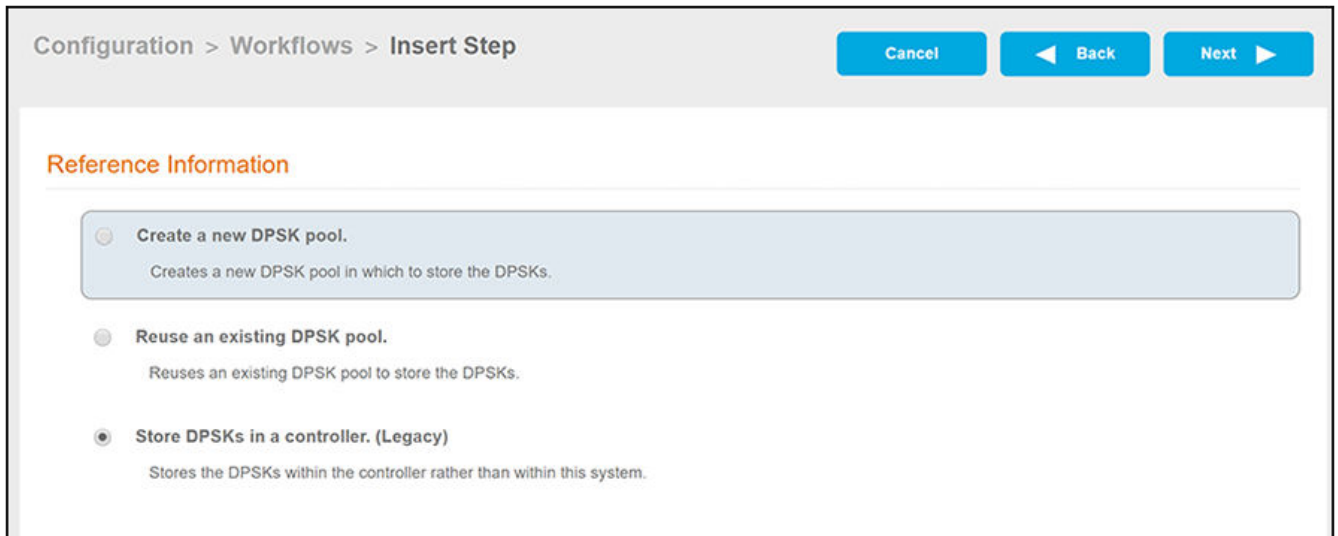 Configuration > Workflows > Insert Step
Cancel
Back
Next
Reference Information
Create a new DPSK pool.
Creates a new DPSK pool in which to store the DPSKs.
Reuse an existing DPSK pool.
Reuses an existing DPSK pool to store the DPSKs.
Store DPSKs in a controller. (Legacy)
Stores the DPSKs within the controller rather than within this system.